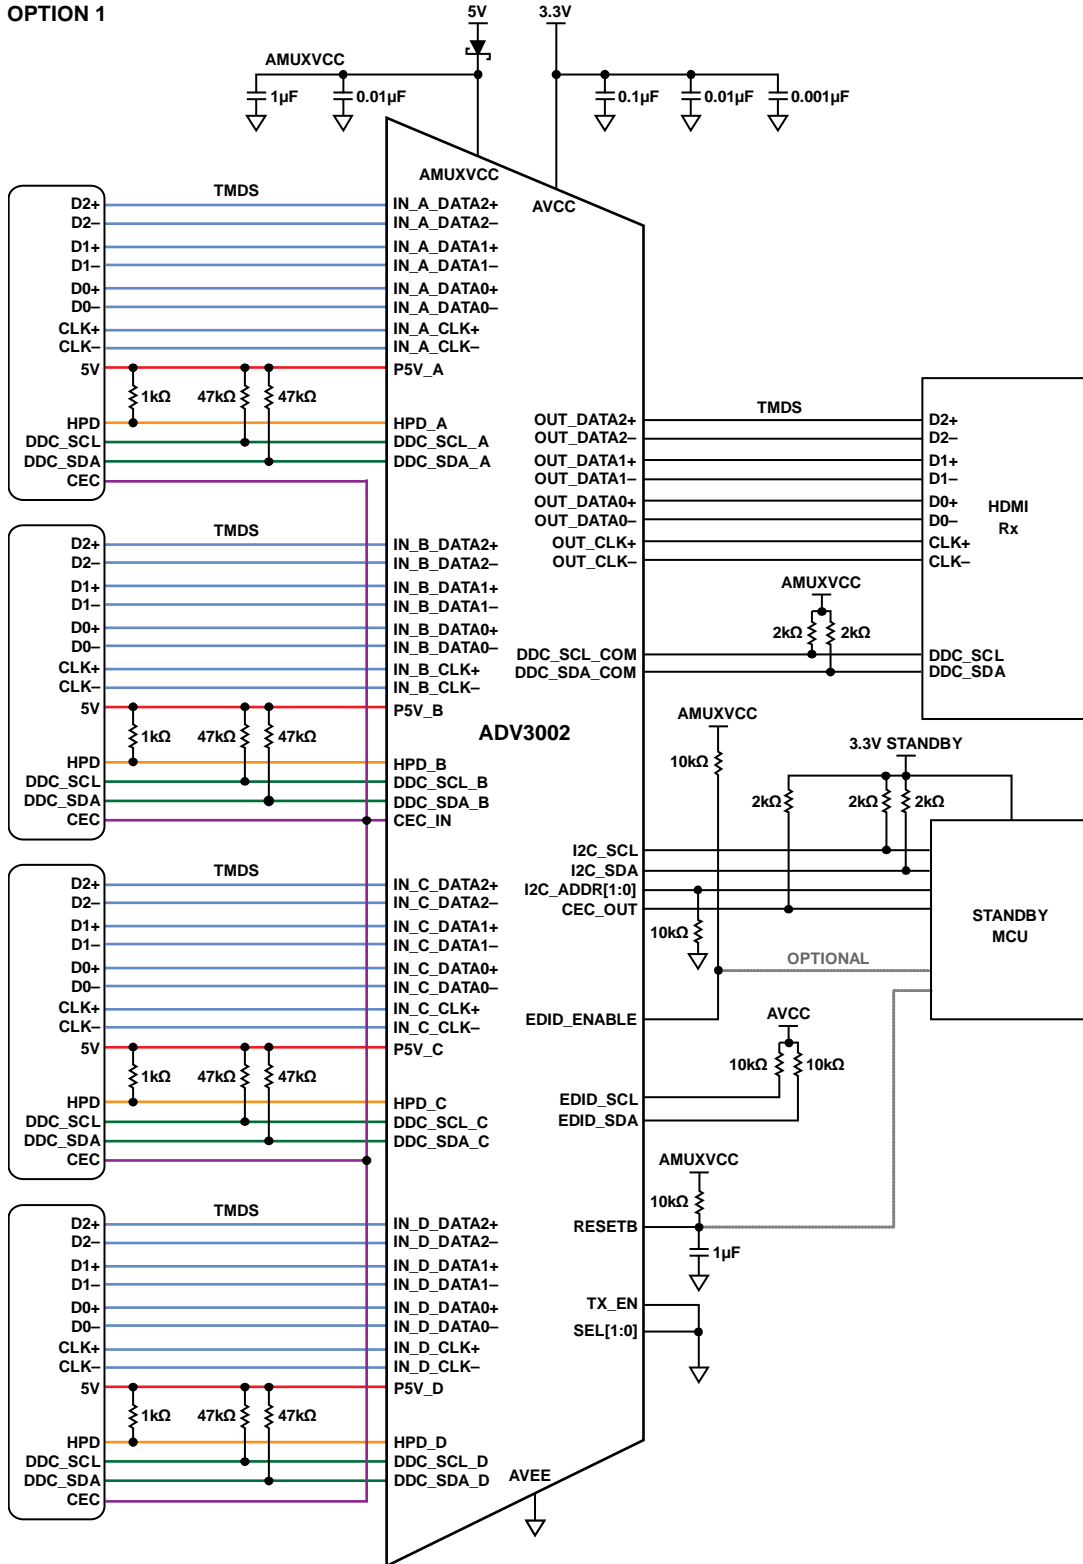 OPTION 1
5V 3.3V
AMUXVCC
1µF 0.01µF 0.1µF 0.01µF 0.001µF
AMUXVCC
AVCC
TMDS
D2+ IN_A_DATA2+
D2– IN_A_DATA2–
D1+ IN_A_DATA1+
D1– IN_A_DATA1–
D0+ IN_A_DATA0+
D0– IN_A_DATA0–
CLK+ IN_A_CLK+
CLK– IN_A_CLK–
5V P5V_A
1kΩ 47kΩ 47kΩ
HPD HPD_A
DDC_SCL DDC_SCL_A
DDC_SDA DDC_SDA_A
CEC
TMDS
D2+ IN_B_DATA2+
D2– IN_B_DATA2–
D1+ IN_B_DATA1+
D1– IN_B_DATA1–
D0+ IN_B_DATA0+
D0– IN_B_DATA0–
CLK+ IN_B_CLK+
CLK– IN_B_CLK–
5V P5V_B
1kΩ 47kΩ 47kΩ
HPD HPD_B
DDC_SCL DDC_SCL_B
DDC_SDA DDC_SDA_B
CEC CEC_IN
TMDS
D2+ IN_C_DATA2+
D2– IN_C_DATA2–
D1+ IN_C_DATA1+
D1– IN_C_DATA1–
D0+ IN_C_DATA0+
D0– IN_C_DATA0–
CLK+ IN_C_CLK+
CLK– IN_C_CLK–
5V P5V_C
1kΩ 47kΩ 47kΩ
HPD HPD_C
DDC_SCL DDC_SCL_C
DDC_SDA DDC_SDA_C
CEC
TMDS
D2+ IN_D_DATA2+
D2– IN_D_DATA2–
D1+ IN_D_DATA1+
D1– IN_D_DATA1–
D0+ IN_D_DATA0+
D0– IN_D_DATA0–
CLK+ IN_D_CLK+
CLK– IN_D_CLK–
5V P5V_D
1kΩ 47kΩ 47kΩ
HPD HPD_D
DDC_SCL DDC_SCL_D
DDC_SDA DDC_SDA_D
CEC
ADV3002
AVEE
TMDS
OUT_DATA2+ D2+
OUT_DATA2– D2–
OUT_DATA1+ D1+
OUT_DATA1– D1–
OUT_DATA0+ D0+
OUT_DATA0– D0–
OUT_CLK+ CLK+
OUT_CLK– CLK–
HDMI
Rx
AMUXVCC
2kΩ 2kΩ
DDC_SCL_COM DDC_SCL
DDC_SDA_COM DDC_SDA
AMUXVCC
10kΩ
3.3V STANDBY
2kΩ 2kΩ 2kΩ
I2C_SCL
I2C_SDA
I2C_ADDR[1:0]
CEC_OUT
STANDBY
MCU
10kΩ
OPTIONAL
EDID_ENABLE
AVCC
10kΩ 10kΩ
EDID_SCL
EDID_SDA
AMUXVCC
10kΩ
RESETB
1µF
TX_EN
SEL[1:0]